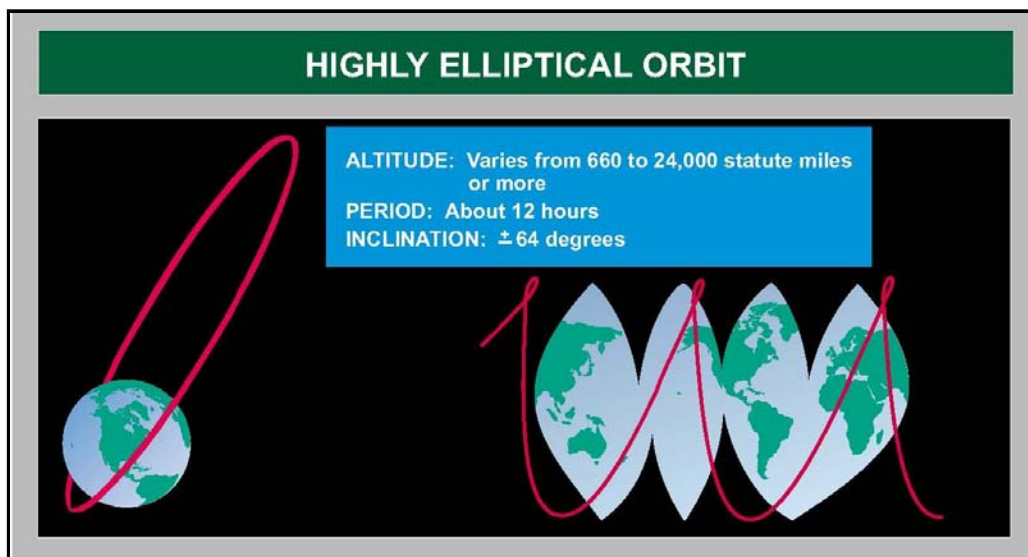 HIGHLY ELLIPTICAL ORBIT
ALTITUDE: Varies from 660 to 24,000 statute miles
or more
PERIOD: About 12 hours
INCLINATION: ± 64 degrees